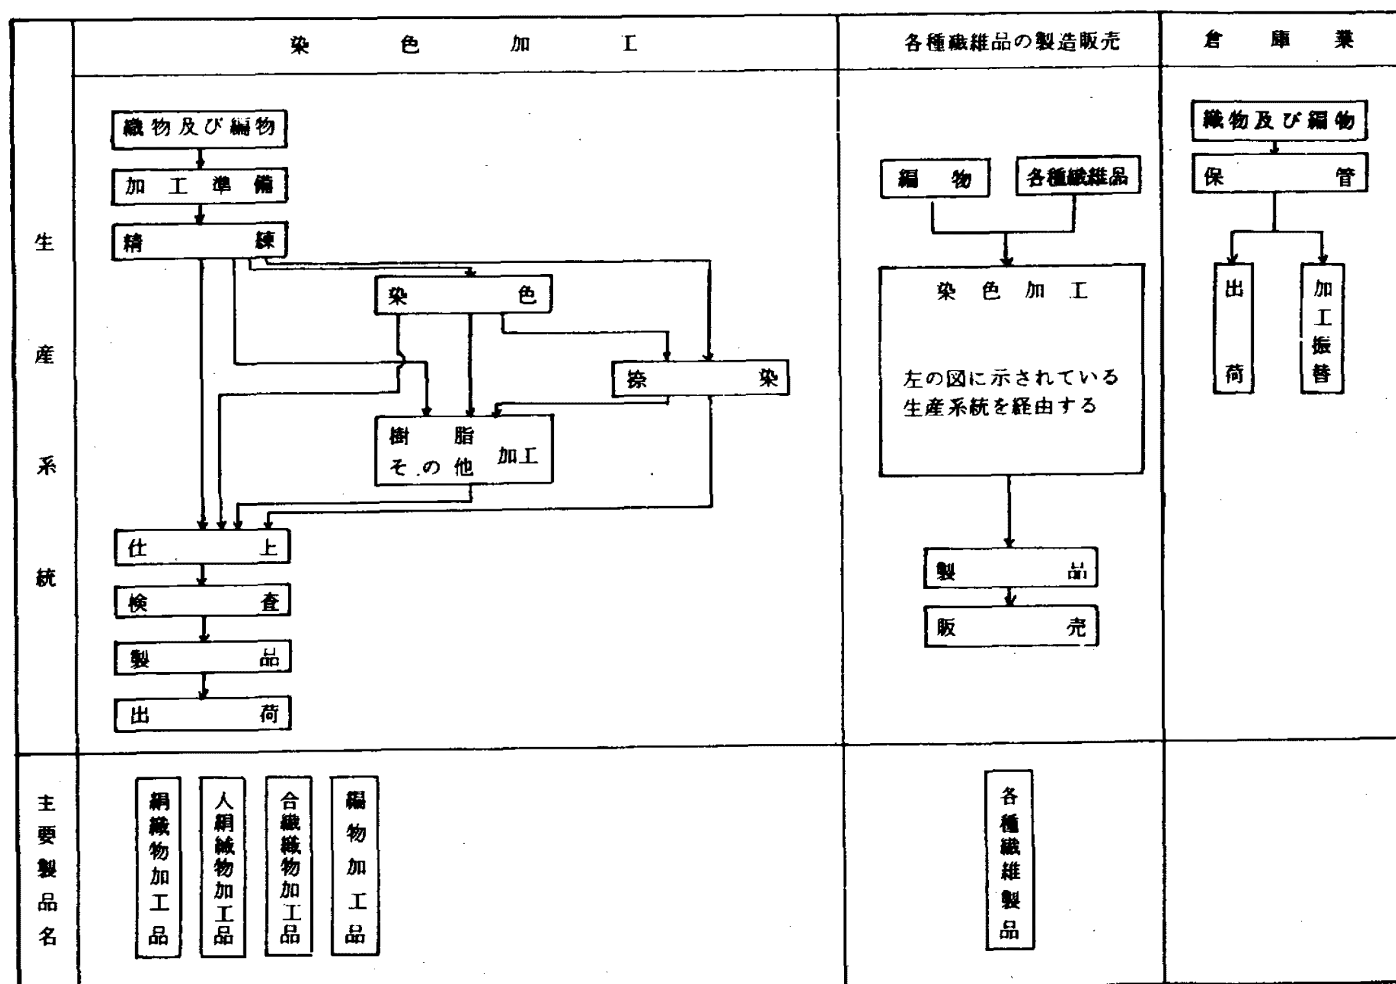 染色加工
各種繊維品の製造販売
倉庫業
生産系統
織物及び編物
加工準備
精練
染色
捺染
樹脂
その他
加工
仕上
検査
製品
出荷
編物
各種繊維品
染色加工
左の図に示されている
生産系統を経由する
製品
販売
織物及び編物
保管
出荷
加工振替
主要製品名
絹織物加工品
人絹織物加工品
合繊織物加工品
編物加工品
各種繊維製品